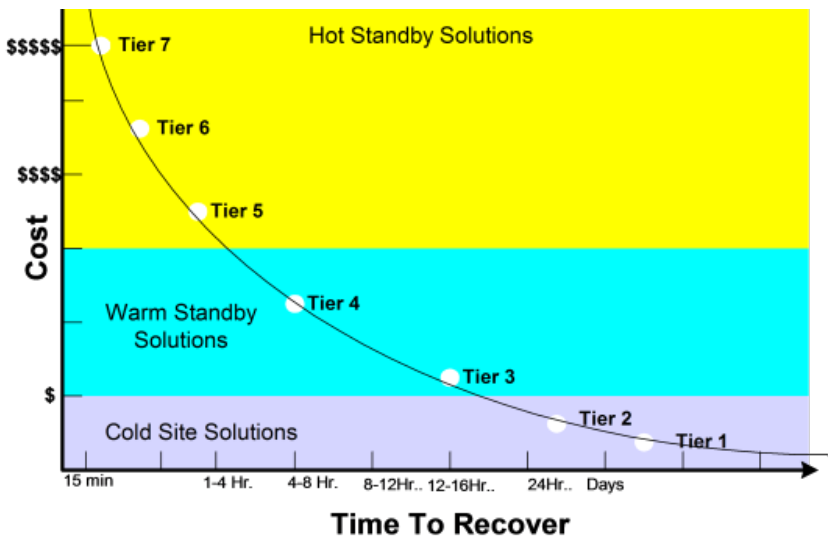 Hot Standby Solutions
$$$$$
Tier 7
Tier 6
$$$$
Tier 5
Cost
Warm Standby
Solutions
Tier 4
Tier 3
$
Cold Site Solutions
Tier 2
Tier 1
15 min
1-4 Hr.
4-8 Hr.
8-12Hr..
12-16Hr..
24Hr..
Days
Time To Recover